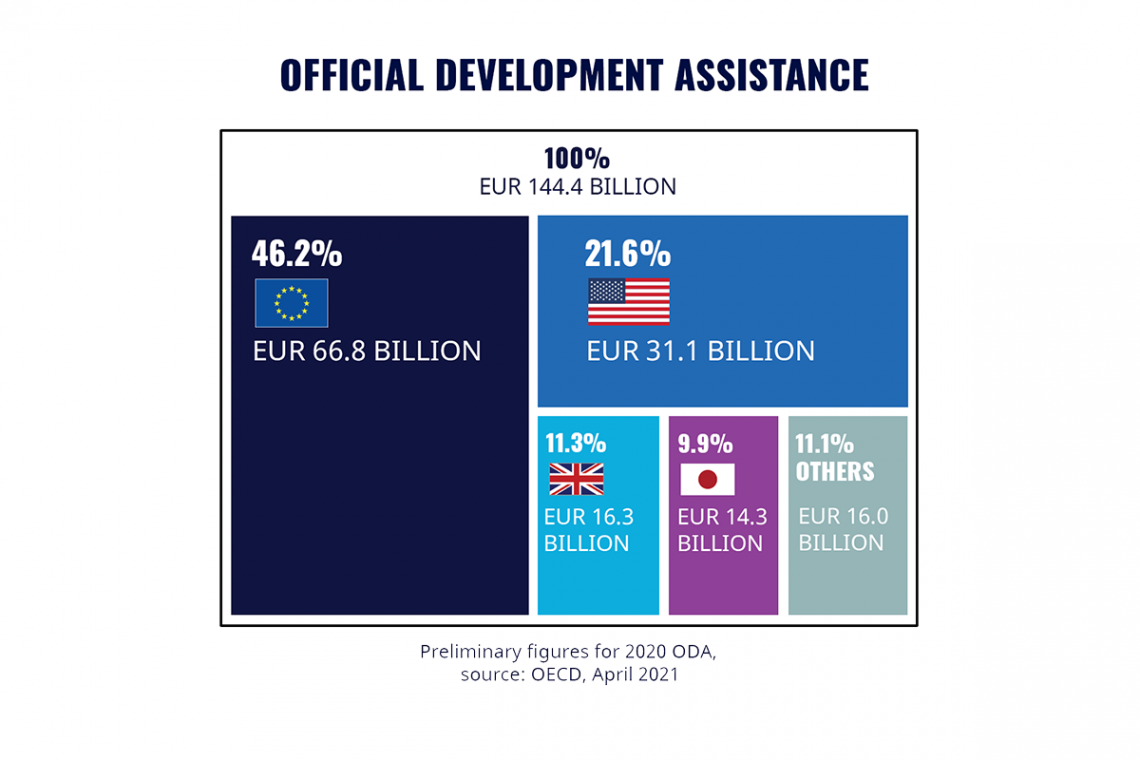 OFFICIAL DEVELOPMENT ASSISTANCE
100%
EUR 144.4 BILLION
46.2%
EUR 66.8 BILLION
21.6%
EUR 31.1 BILLION
11.3%
EUR 16.3
BILLION
9.9%
EUR 14.3
BILLION
11.1%
OTHERS
EUR 16.0
BILLION
Preliminary figures for 2020 ODA,
source: OECD, April 2021